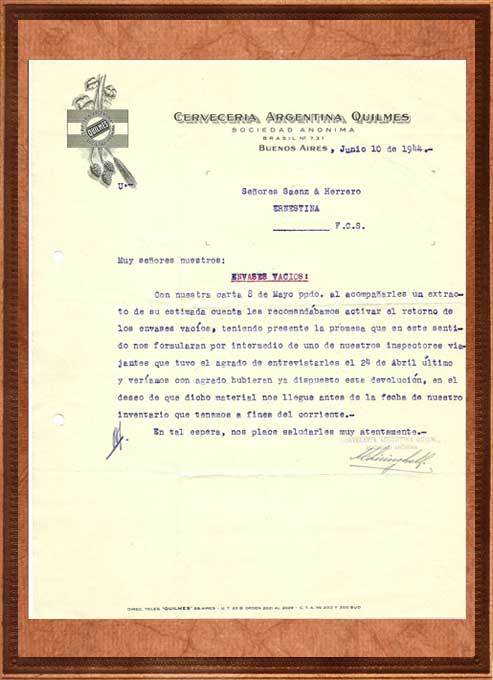 QUILMES
CERVECERIA ARGENTINA QUILMES
SOCIEDAD ANONIMA
BRASIL Nº 731
BUENOS AIRES, Junio 10 de 1944.-
U.-
Señores Saenz & Herrero
ERNESTINA
F.C.S.
Muy señores nuestros:
ENVASES VACIOS:
Con nuestra carta 8 de Mayo ppdo. al acompañarles un extrac-
to de su estimada cuenta les recomendábamos activar el retorno de
los envases vacíos, teniendo presente la promesa que en este senti-
do nos formularan por intermedio de uno de nuestros inspectores via-
jantes que tuvo el agrado de entrevistarles el 24 de Abril último
y veríamos con agrado hubieran ya dispuesto esta devolución, en el
deseo de que dicho material nos llegue antes de la fecha de nuestro
inventario que tenemos a fines del corriente.-
En tal espera, nos place saludarles muy atentamente.-
CERVECERIA ARGENTINA QUILMES
DIREC. TELEG. "QUILMES" BS-AIRES - U. T. 23 B. ORDEN 2021 AL 2029 - C. T. A.